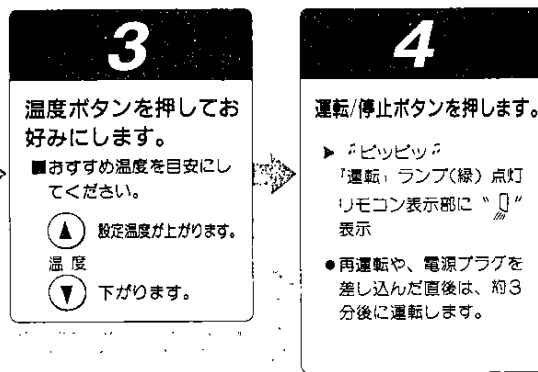 3
温度ボタンを押してお
好みにします。
■おすすめ温度を目安にし
てください。
▲ 設定温度が上がります。
温度
▼ 下がります。
4
運転/停止ボタンを押します。
▶ ♬ピッピッ♬
「運転」ランプ(緑) 点灯
リモコン表示部に “ ”
表示
●再運転や、電源プラグを
差し込んだ直後は、約3
分後に運転します。